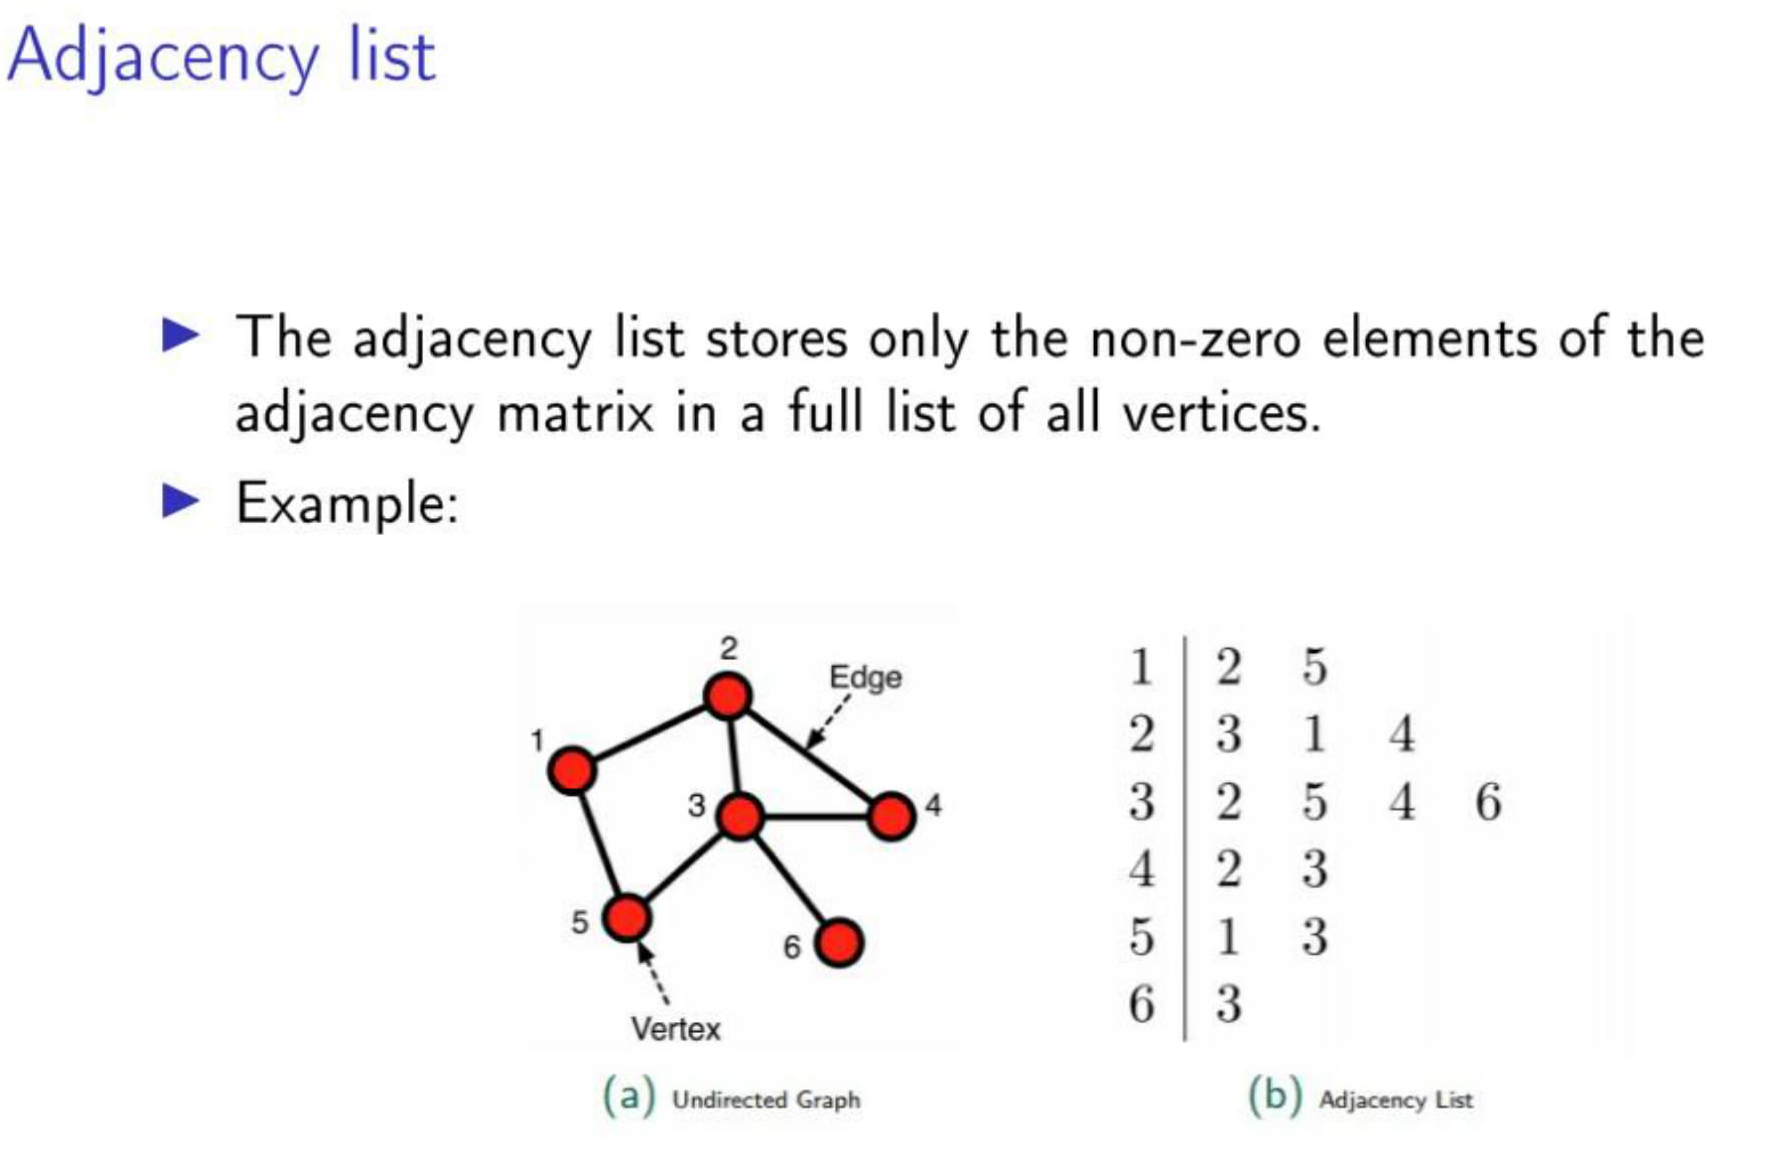 Adjacency list
▶ The adjacency list stores only the non-zero elements of the
adjacency matrix in a full list of all vertices.
▶ Example:
2
Edge
1
3
4
5
6
Vertex
(a) Undirected Graph
1 | 2 5
2 | 3 1 4
3 | 2 5 4 6
4 | 2 3
5 | 1 3
6 | 3
(b) Adjacency List